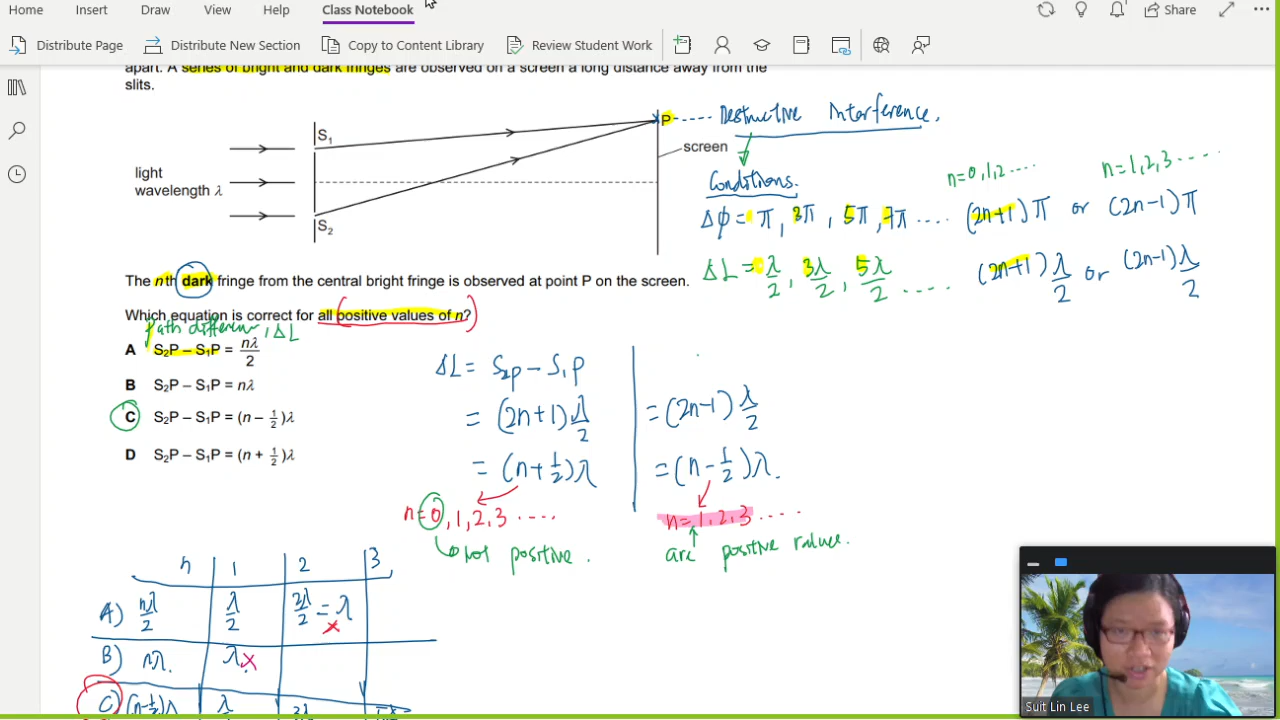 Home Insert Draw View Help Class Notebook Share
Distribute Page Distribute New Section Copy to Content Library Review Student Work
apart. A series of bright and dark fringes are observed on a screen a long distance away from the
slits.
S₁
P
Destructive Interference.
screen
light
wavelength λ
S₂
Conditions.
n=0,1,2.....
n=1,2,3.....
Δϕ = π, 3π, 5π, 7π .... (2n+1)π or (2n-1)π
ΔL = λ/2, 3λ/2, 5λ/2 ..... (2n+1)λ/2 or (2n-1)λ/2
The nth dark fringe from the central bright fringe is observed at point P on the screen.
Which equation is correct for all positive values of n?
Path difference, ΔL
A S₂P – S₁P = nλ/2
B S₂P – S₁P = nλ
C S₂P – S₁P = (n – 1/2)λ
D S₂P – S₁P = (n + 1/2)λ
ΔL = S₂P – S₁P
= (2n+1)λ/2
= (n+1/2)λ
n=0,1,2,3 ....
not positive.
= (2n-1)λ/2
= (n-1/2)λ.
n=1,2,3 ....
are positive values.
n 1 2 3
A) nλ/2 λ/2 2λ/2 = λ x
B) nλ. λ x
C) (n-1/2)λ λ/2
Suit Lin Lee